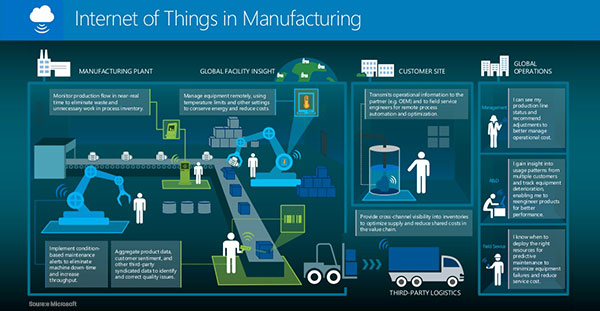 Internet of Things in Manufacturing
MANUFACTURING PLANT
GLOBAL FACILITY INSIGHT
CUSTOMER SITE
GLOBAL
OPERATIONS
Monitor production flow in near-real
time to eliminate waste and
unnecessary work in process inventory.
Manage equipment remotely, using
temperature limits and other settings
to conserve energy and reduce costs.
Transmits operational information to the
partner (e.g. OEM) and to field service
engineers for remote process
automation and optimization.
Management
I can see my
production line
status and
recommend
adjustments to
better manage
operational cost.
R&D
I gain insight into
usage patterns from
multiple customers
and track equipment
deterioration,
enabling me to
reengineer products
for better
performance.
Provide cross-channel visibility into inventories
to optimize supply and reduce shared costs in
the value chain.
Implement condition-
based maintenance
alerts to eliminate
machine down-time
and increase
throughput.
Aggregate product data,
customer sentiment, and
other third-party
syndicated data to identify
and correct quality issues.
Field Service
I know when to
deploy the right
resources for
predictive
maintenance to
minimize equipment
failures and reduce
service cost.
THIRD-PARTY LOGISTICS
Source:e Microsoft